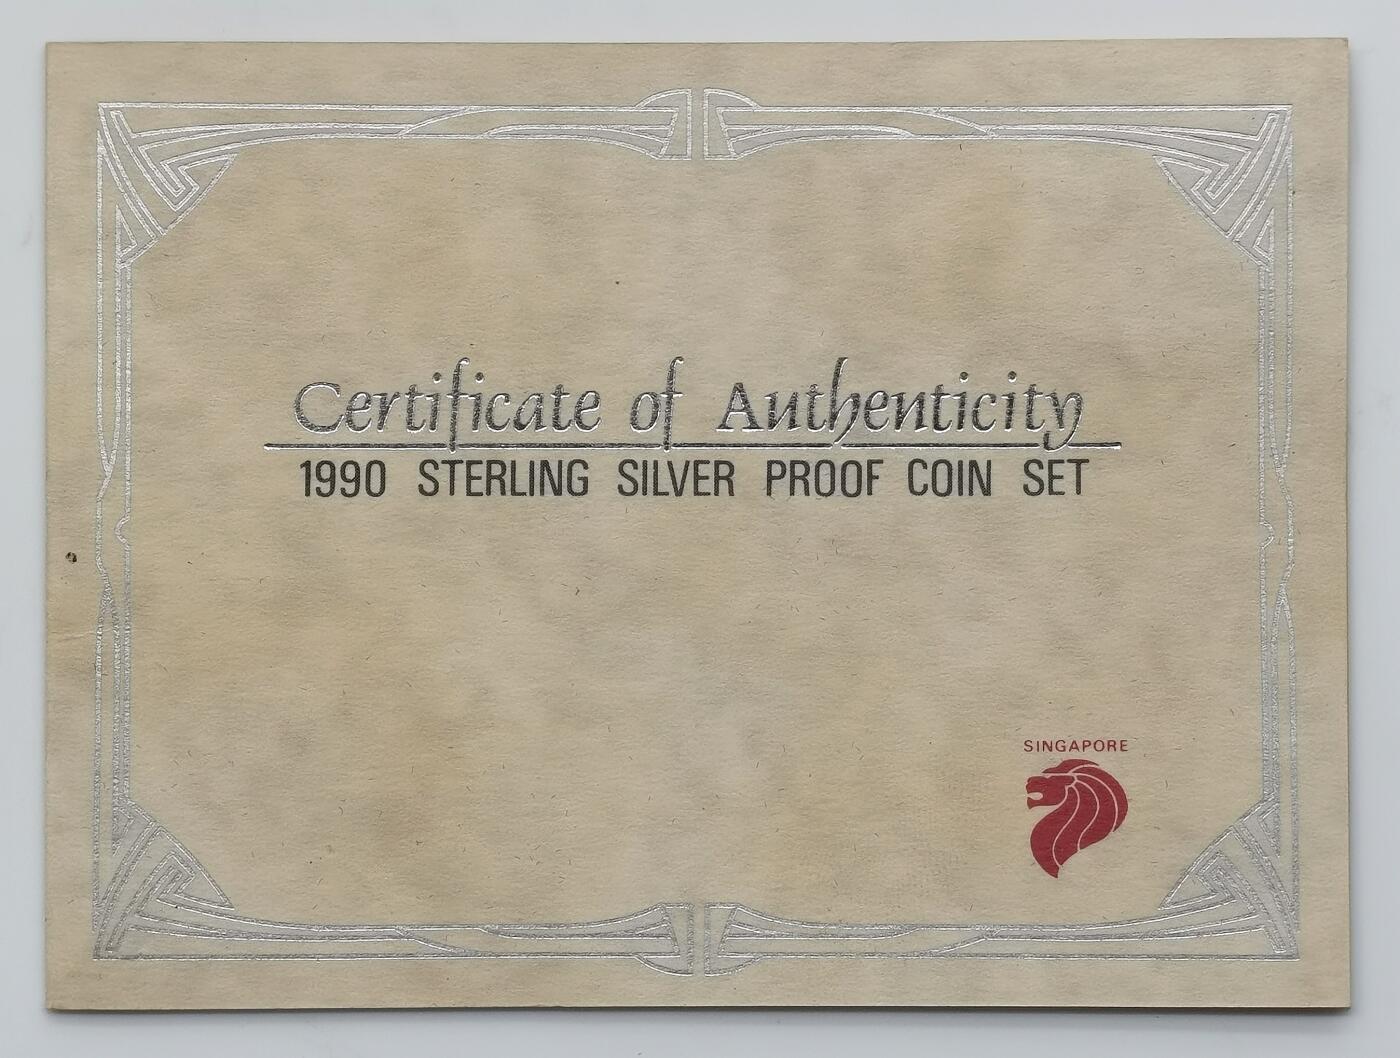 Certificate of Authenticity
1990 STERLING SILVER PROOF COIN SET
SINGAPORE